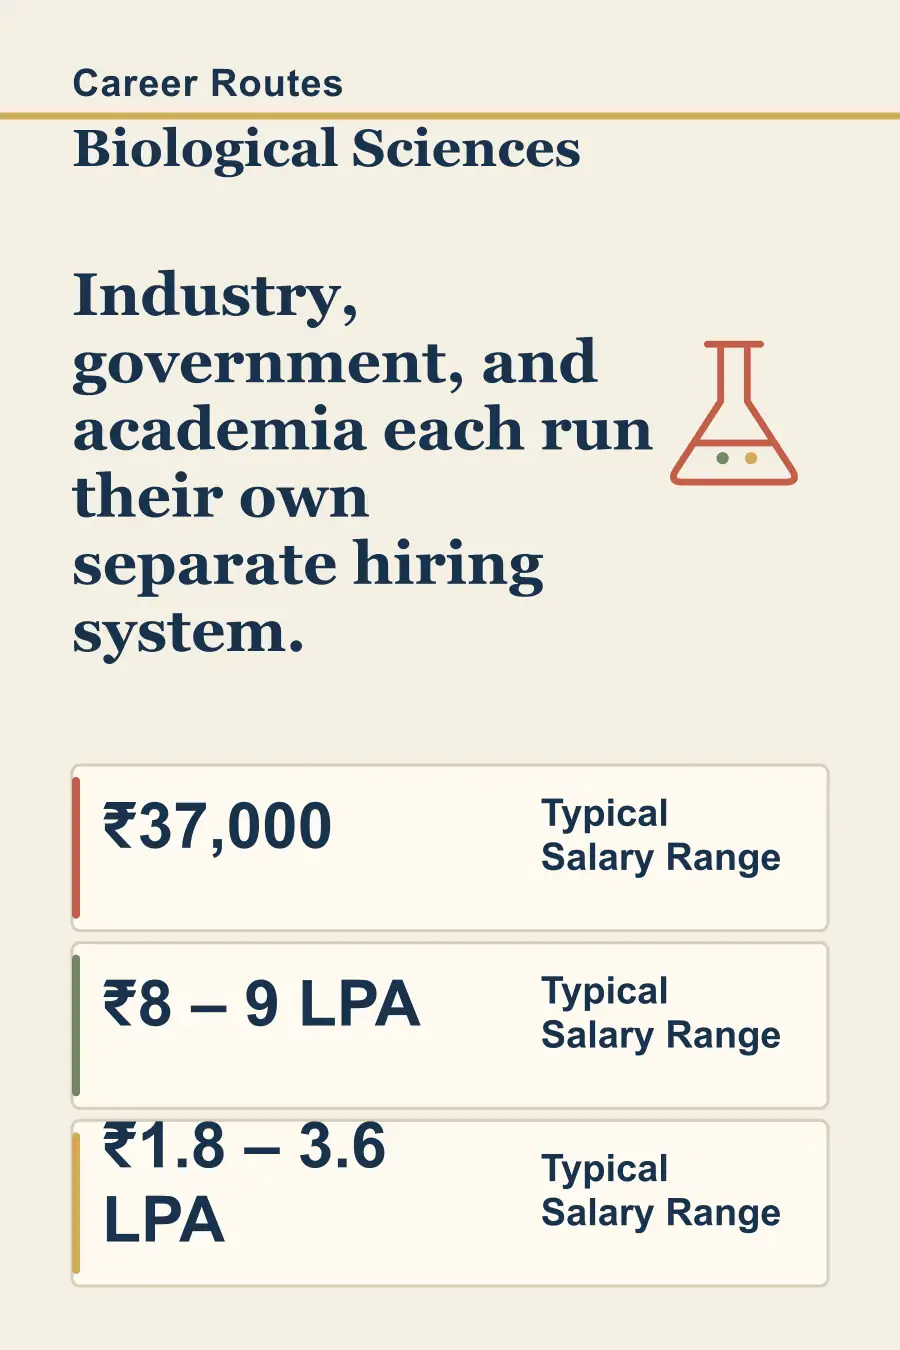 Career Routes
Biological Sciences
Industry,
government, and
academia each run
their own
separate hiring
system.
₹37,000
Typical
Salary Range
₹8 – 9 LPA
Typical
Salary Range
₹1.8 – 3.6
LPA
Typical
Salary Range